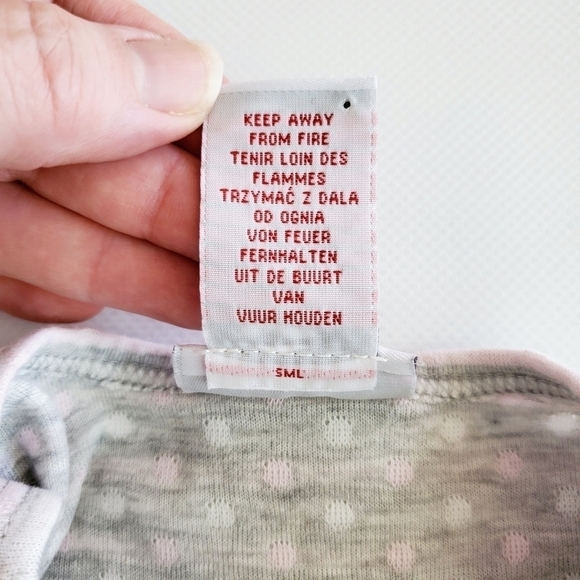 KEEP AWAY
FROM FIRE
TENIR LOIN DES
FLAMMES
TRZYMAĆ Z DALA
OD OGNIA
VON FEUER
FERNHALTEN
UIT DE BUURT
VAN
VUUR HOUDEN
SML